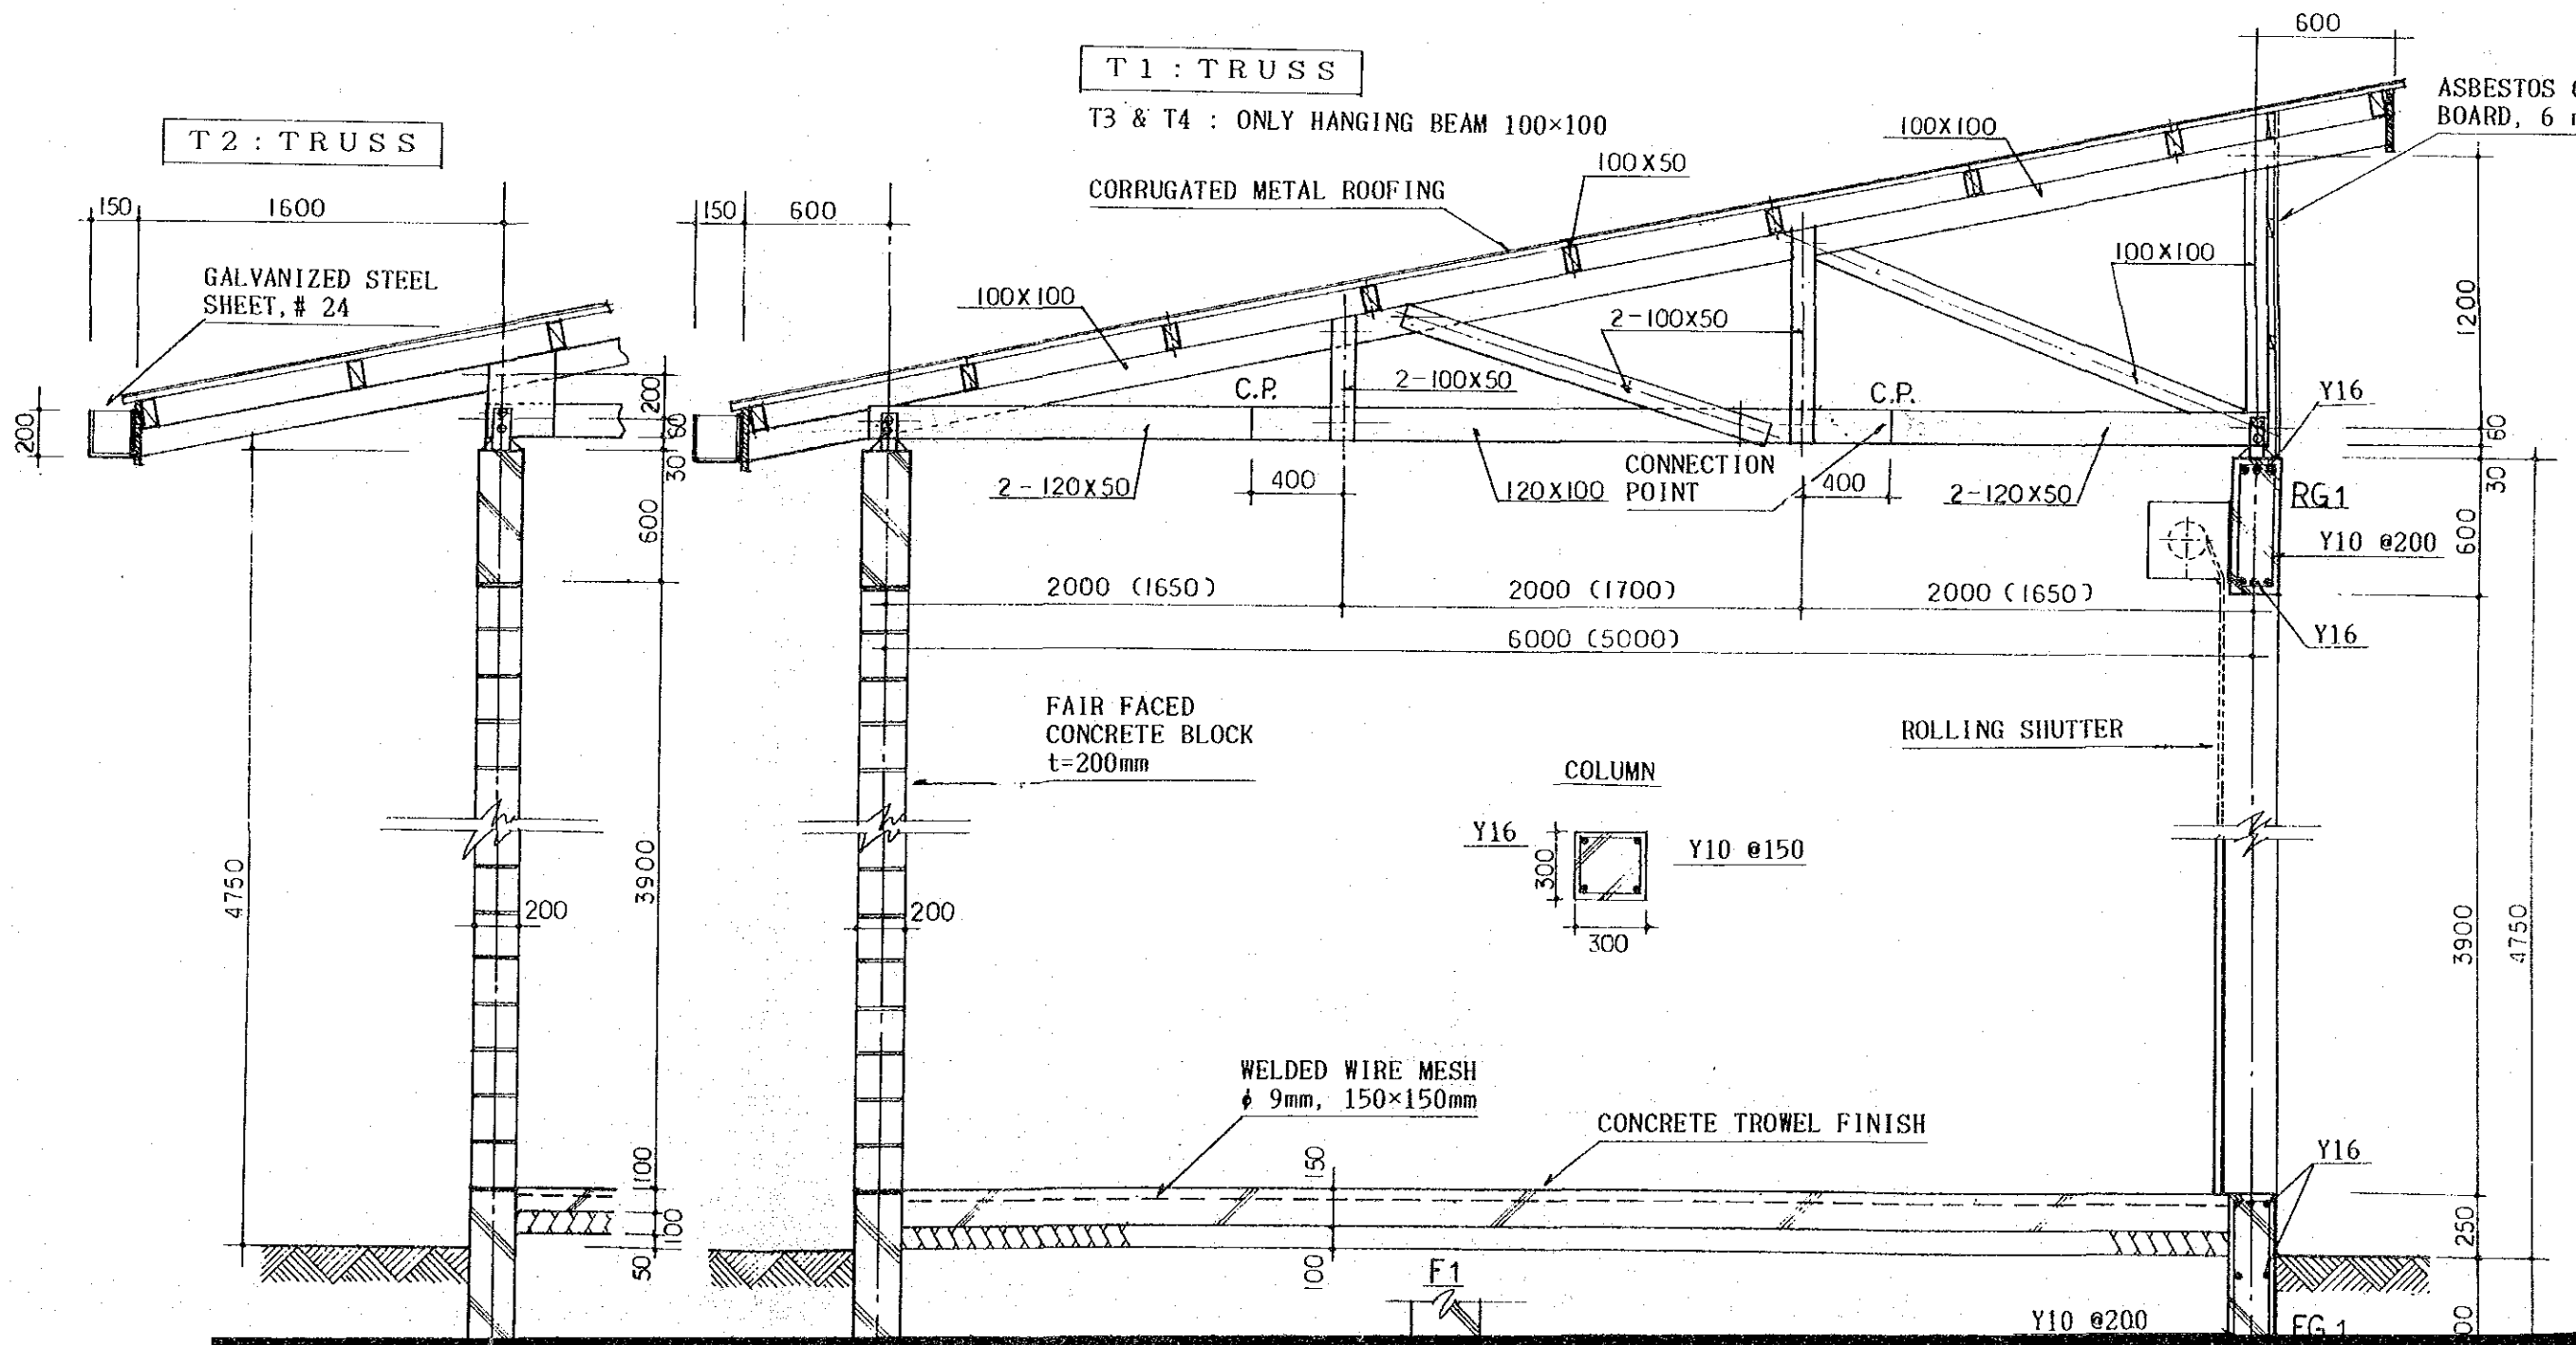 600
T1 : TRUSS
T3 & T4 : ONLY HANGING BEAM 100×100
T2 : TRUSS
ASBESTOS
BOARD, 6
100X100
100X50
CORRUGATED METAL ROOFING
150
1600
150
600
GALVANIZED STEEL
SHEET, # 24
100X100
2-100X50
100X100
1200
200
2-100X50
C.P.
C.P.
Y16
200
60
30
60
30
2-120X50
400
120X100
CONNECTION
POINT
400
2-120X50
RG1
600
Y10 @200
600
2000 (1650)
2000 (1700)
2000 (1650)
Y16
6000 (5000)
FAIR FACED
CONCRETE BLOCK
t=200mm
ROLLING SHUTTER
COLUMN
Y16
300
Y10 @150
300
4750
3900
200
200
3900
4750
WELDED WIRE MESH
ϕ 9mm, 150×150mm
CONCRETE TROWEL FINISH
Y16
100
150
250
100
50
100
F1
Y10 @200
FG1